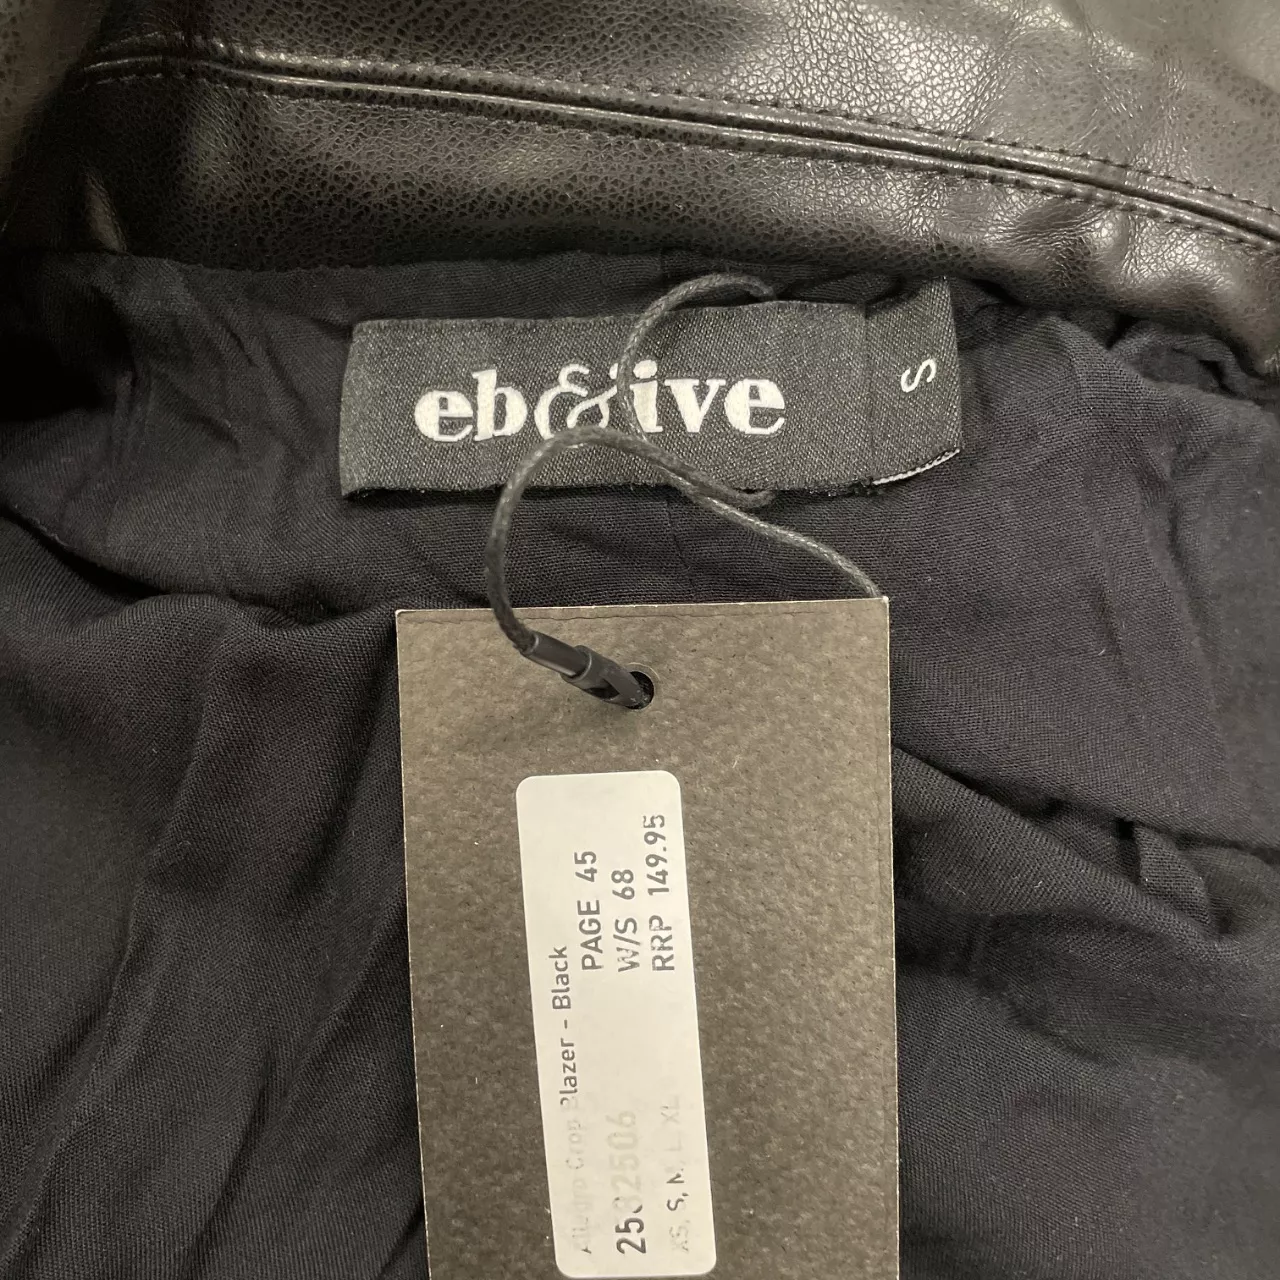 eb&ive
S
Crop Blazer - Black
PAGE 45
W/S 68
RRP 149.95
XS, S, M, L, XL